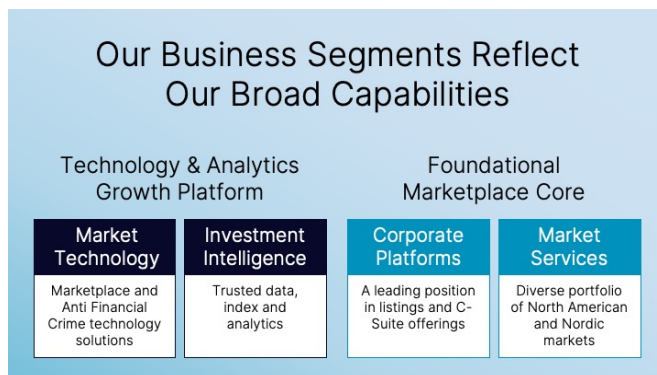 Our Business Segments Reflect
Our Broad Capabilities
Technology & Analytics
Growth Platform
Market
Technology
Marketplace and
Anti Financial
Crime technology
solutions
Investment
Intelligence
Trusted data,
index and
analytics
Foundational
Marketplace Core
Corporate
Platforms
A leading position
in listings and C-
Suite offerings
Market
Services
Diverse portfolio
of North American
and Nordic
markets